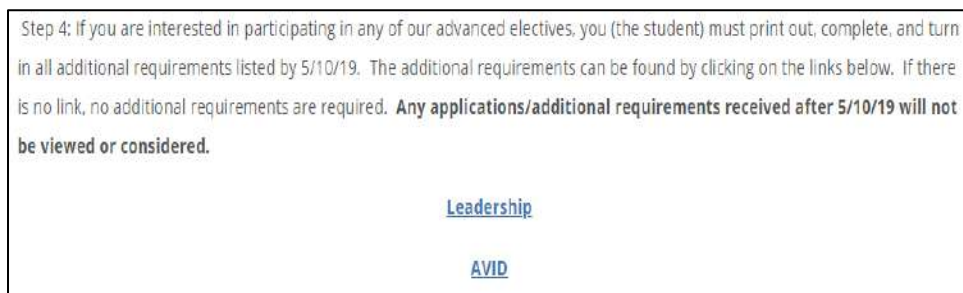 Step 4: If you are interested in participating in any of our advanced electives, you (the student) must print out, complete, and turn
in all additional requirements listed by 5/10/19. The additional requirements can be found by clicking on the links below. If there
is no link, no additional requirements are required. Any applications/additional requirements received after 5/10/19 will not
be viewed or considered.
Leadership
AVID